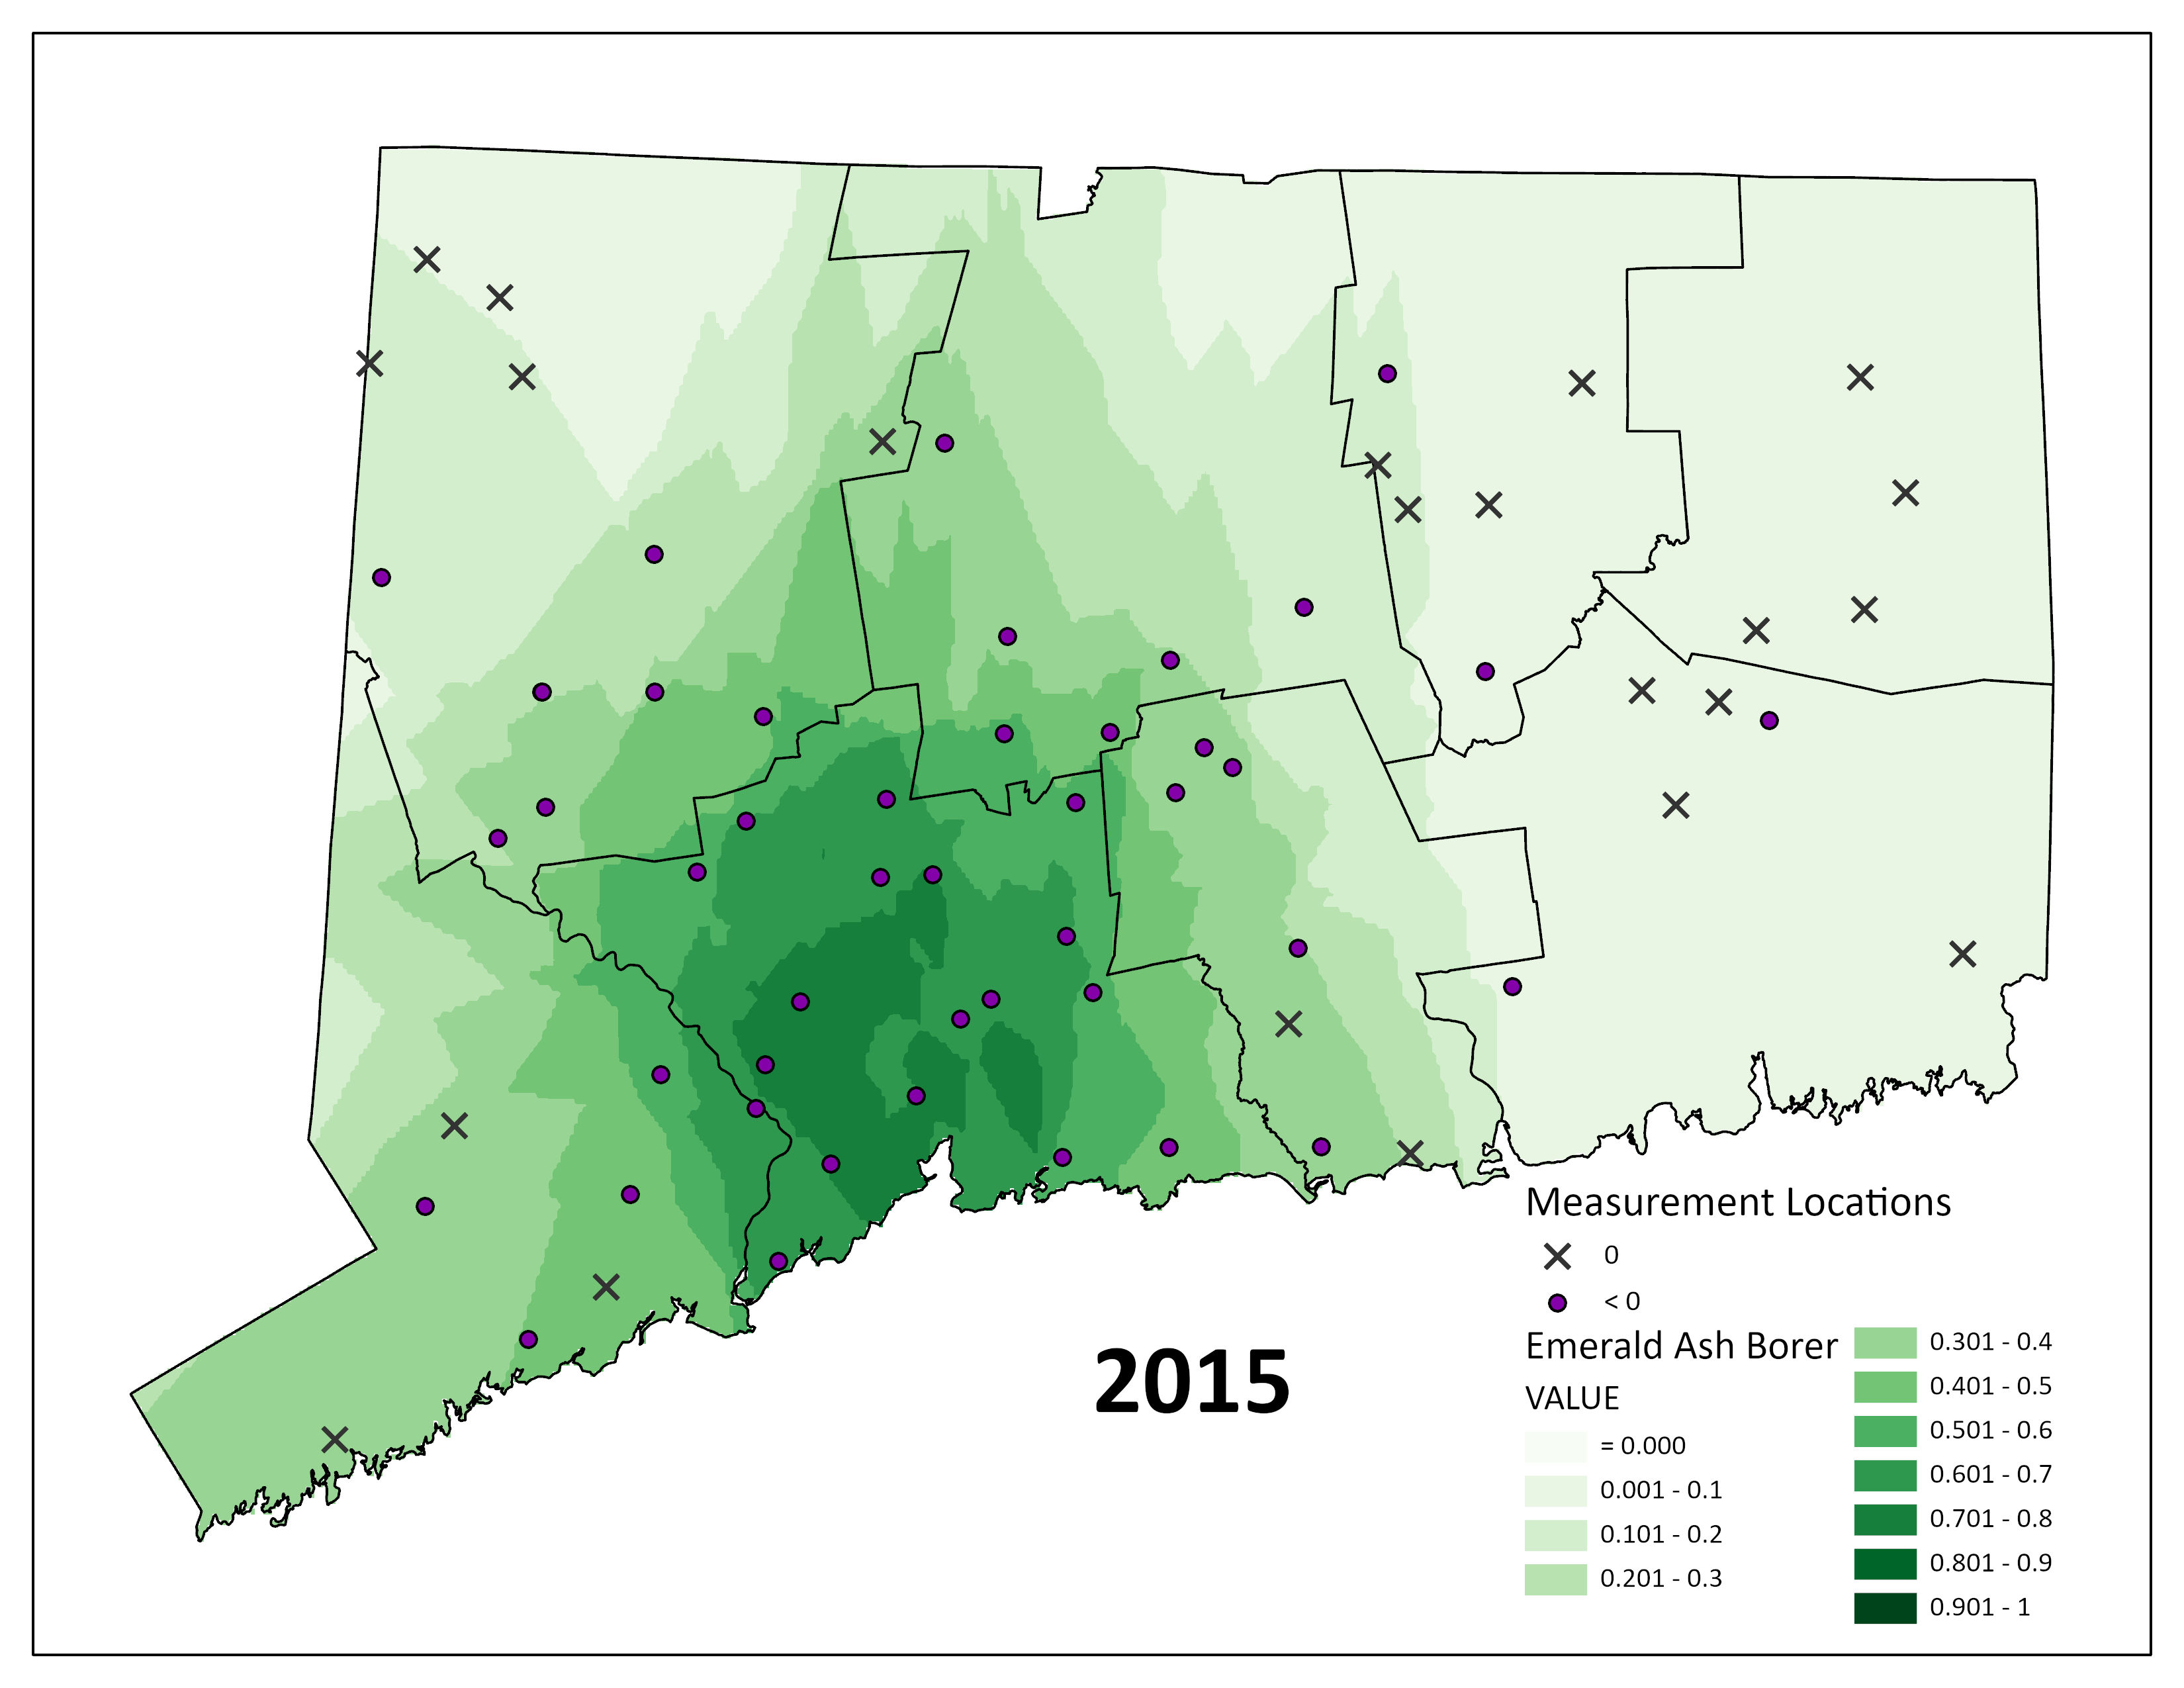 2015
Measurement Locations
0
< 0
Emerald Ash Borer
VALUE
= 0.000
0.001 - 0.1
0.101 - 0.2
0.201 - 0.3
0.301 - 0.4
0.401 - 0.5
0.501 - 0.6
0.601 - 0.7
0.701 - 0.8
0.801 - 0.9
0.901 - 1